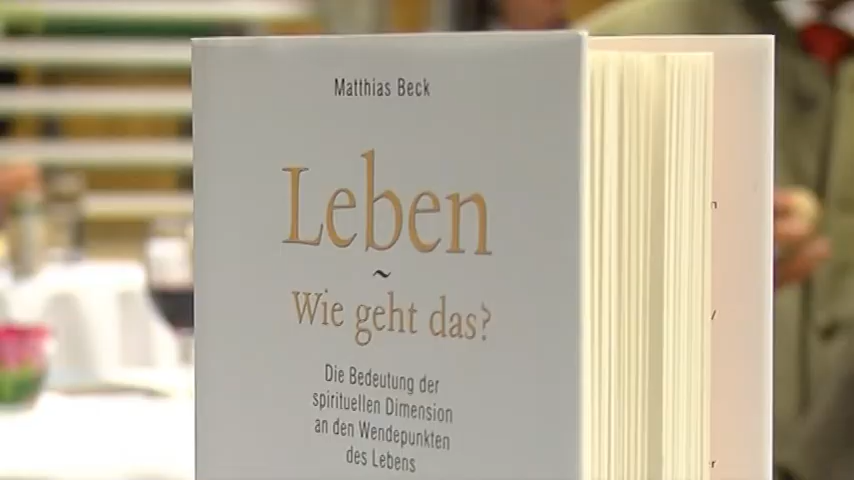 Matthias Beck
Leben
~
Wie geht das?
Die Bedeutung der
spirituellen Dimension
an den Wendepunkten
des Lebens